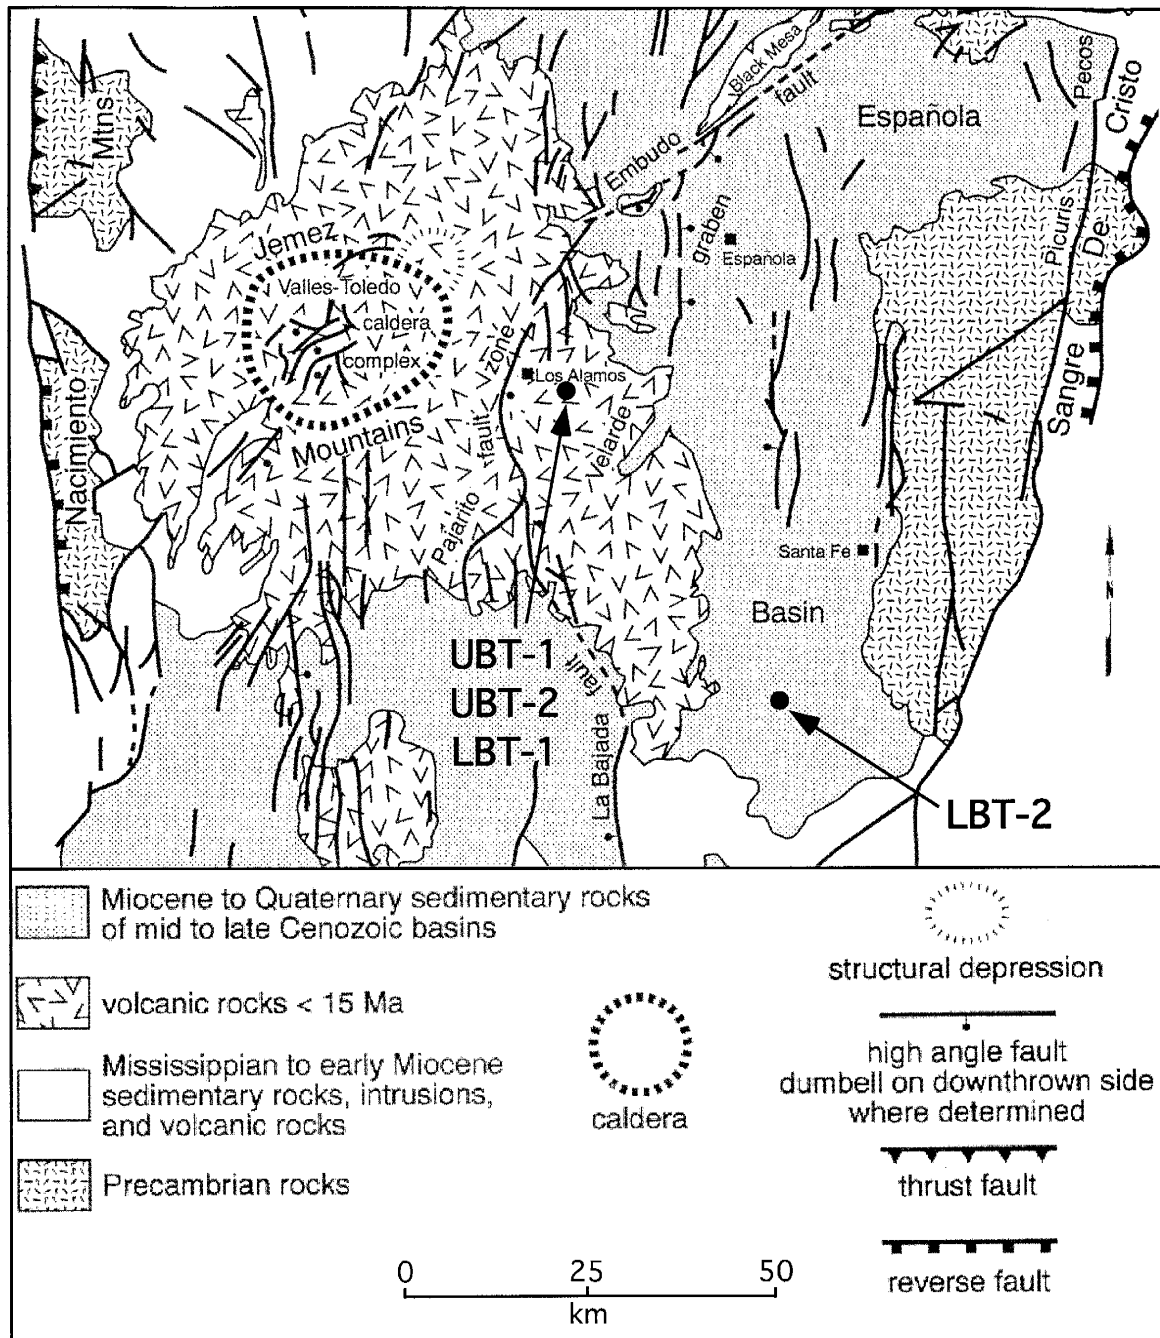 Mtns
Black Mesa
fault
Pecos
Cristo
Española
Embudo
Picuris
De
Jemez
graben
Española
Valles-Toledo
caldera
complex
zone
Los Alamos
Sangre
Nacimiento
Mountains
fault
Velarde
Pajarito
Santa Fe
N
Basin
UBT-1
UBT-2
LBT-1
fault
La Bajada
LBT-2
Miocene to Quaternary sedimentary rocks
of mid to late Cenozoic basins
volcanic rocks < 15 Ma
Mississippian to early Miocene
sedimentary rocks, intrusions,
and volcanic rocks
Precambrian rocks
caldera
structural depression
high angle fault
dumbell on downthrown side
where determined
thrust fault
reverse fault
0 25 50
km